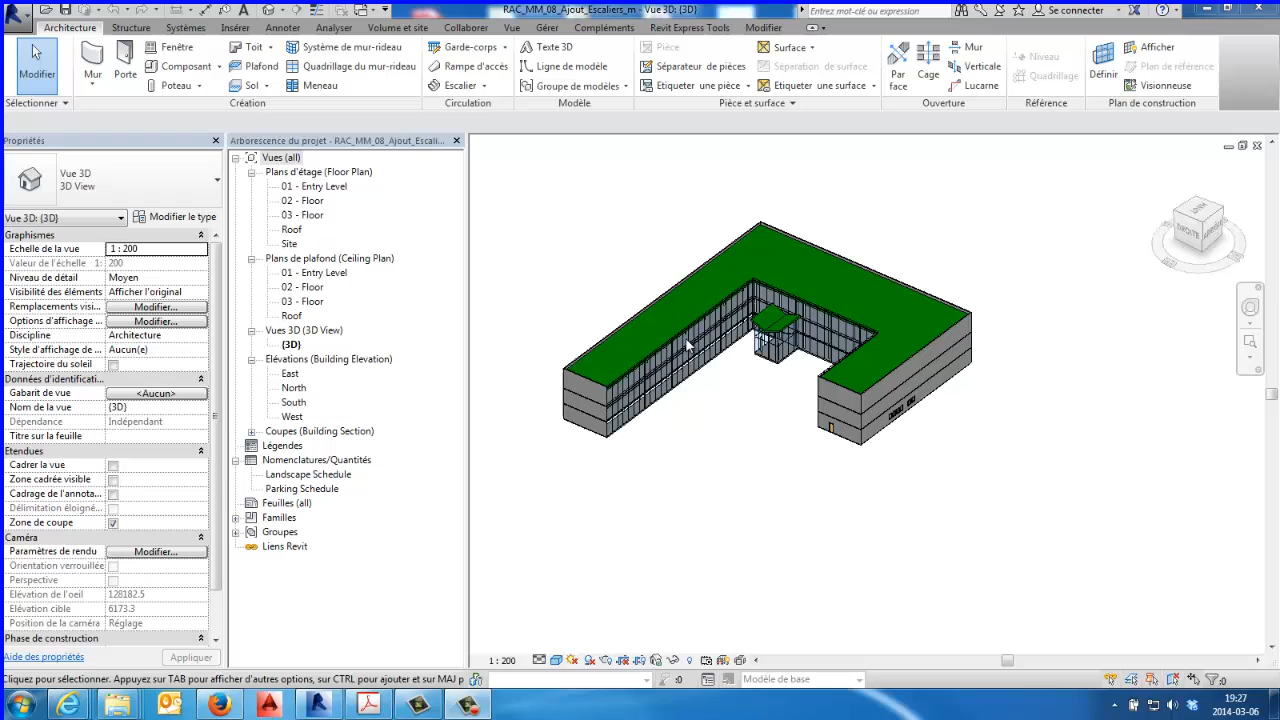 RAC_MM_08_Ajout_Escaliers_m - Vue 3D: {3D}
Entrez mot-clé ou expression
Se connecter
Architecture Structure Systèmes Insérer Annoter Analyser Volume et site Collaborer Vue Gérer Compléments Revit Express Tools Modifier
Modifier
Mur
Porte
Fenêtre
Composant
Poteau
Toit
Plafond
Sol
Système de mur-rideau
Quadrillage du mur-rideau
Meneau
Garde-corps
Rampe d'accès
Escalier
Texte 3D
Ligne de modèle
Groupe de modèles
Pièce
Séparateur de pièces
Etiqueter une pièce
Surface
Séparation de surface
Etiqueter une surface
Par face
Cage
Mur
Verticale
Lucarne
Niveau
Quadrillage
Définir
Afficher
Plan de référence
Visionneuse
Sélectionner Création Circulation Modèle Pièce et surface Ouverture Référence Plan de construction
Propriétés
Vue 3D
3D View
Vue 3D: {3D} Modifier le type
Graphismes
Echelle de la vue 1 : 200
Valeur de l'échelle 1: 200
Niveau de détail Moyen
Visibilité des éléments Afficher l'original
Remplacements visi... Modifier...
Options d'affichage... Modifier...
Discipline Architecture
Style d'affichage de... Aucun(e)
Trajectoire du soleil
Données d'identificati...
Gabarit de vue <Aucun>
Nom de la vue {3D}
Dépendance Indépendant
Titre sur la feuille
Etendues
Cadrer la vue
Zone cadrée visible
Cadrage de l'annota...
Délimitation éloigné...
Zone de coupe
Caméra
Paramètres de rendu Modifier...
Orientation verrouillée
Perspective
Elévation de l'oeil 128182.5
Elévation cible 6173.3
Position de la caméra Réglage
Phase de construction
Aide des propriétés Appliquer
Arborescence du projet - RAC_MM_08_Ajout_Escali...
Vues (all)
Plans d'étage (Floor Plan)
01 - Entry Level
02 - Floor
03 - Floor
Roof
Site
Plans de plafond (Ceiling Plan)
01 - Entry Level
02 - Floor
03 - Floor
Roof
Vues 3D (3D View)
{3D}
Elévations (Building Elevation)
East
North
South
West
Coupes (Building Section)
Légendes
Nomenclatures/Quantités
Landscape Schedule
Parking Schedule
Feuilles (all)
Familles
Groupes
Liens Revit
DROITE
1 : 200
Cliquez pour sélectionner. Appuyez sur TAB pour afficher d'autres options, sur CTRL pour ajouter et sur MAJ p
:0
Modèle de base
:0
19:27
2014-03-06